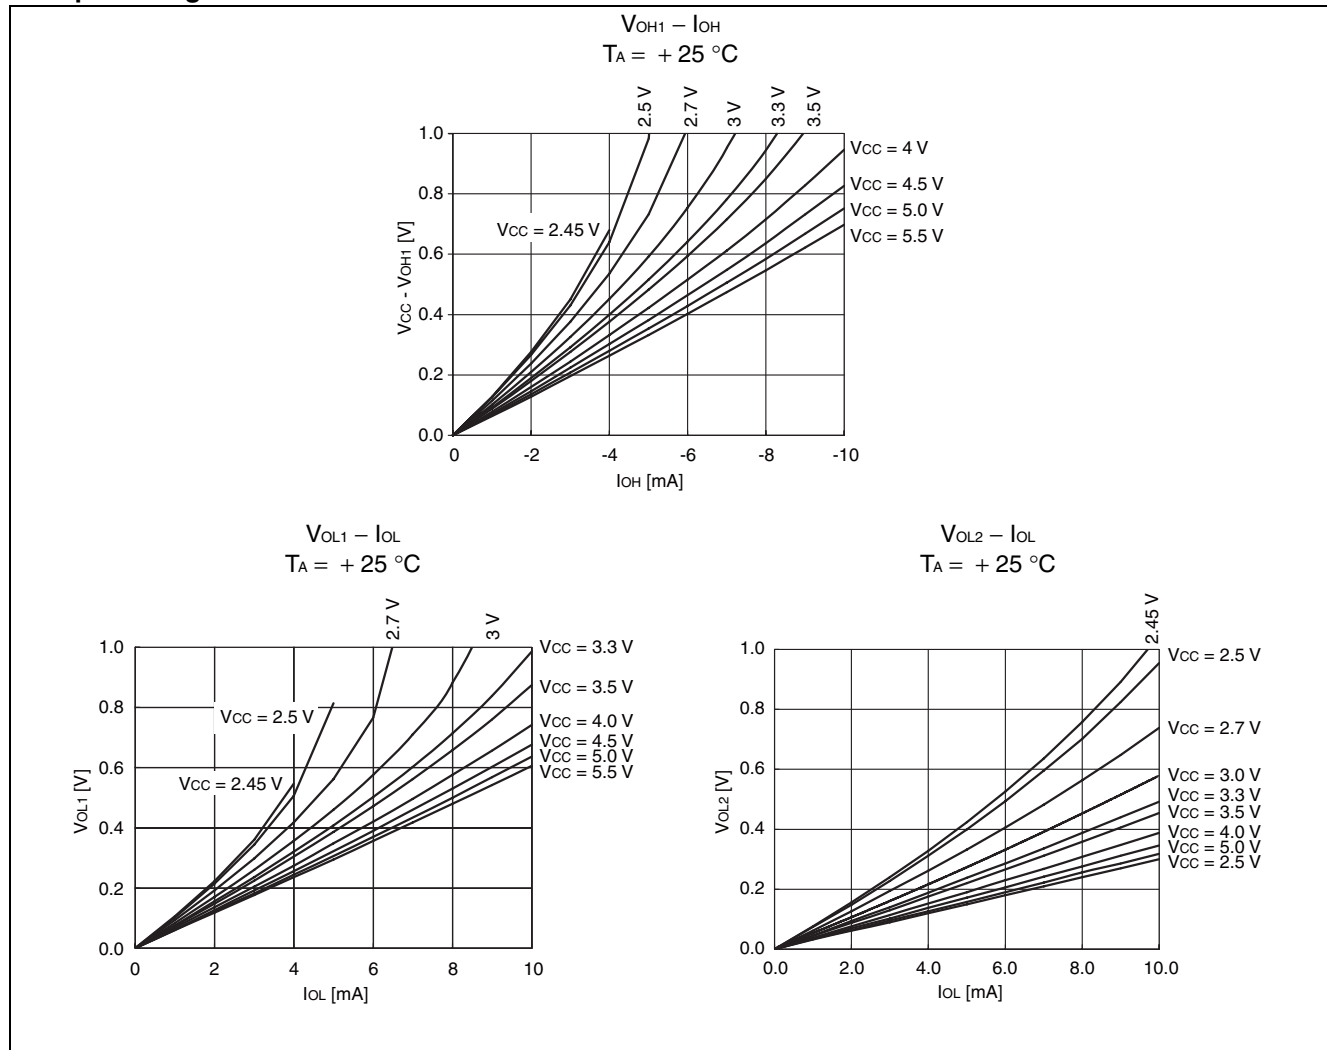 VOH1 – IOH
TA = + 25 °C
2.5 V
2.7 V
3 V
3.3 V
3.5 V
VCC - VOH1 [V]
1.0
0.8
0.6
0.4
0.2
0.0
VCC = 2.45 V
VCC = 4 V
VCC = 4.5 V
VCC = 5.0 V
VCC = 5.5 V
0 -2 -4 -6 -8 -10
IOH [mA]
VOL1 – IOL
TA = + 25 °C
2.7 V
3 V
VOL1 [V]
1.0
0.8
0.6
0.4
0.2
0.0
VCC = 2.5 V
VCC = 2.45 V
VCC = 3.3 V
VCC = 3.5 V
VCC = 4.0 V
VCC = 4.5 V
VCC = 5.0 V
VCC = 5.5 V
0 2 4 6 8 10
IOL [mA]
VOL2 – IOL
TA = + 25 °C
2.45 V
VOL2 [V]
1.0
0.8
0.6
0.4
0.2
0.0
VCC = 2.5 V
VCC = 2.7 V
VCC = 3.0 V
VCC = 3.3 V
VCC = 3.5 V
VCC = 4.0 V
VCC = 5.0 V
VCC = 2.5 V
0.0 2.0 4.0 6.0 8.0 10.0
IOL [mA]